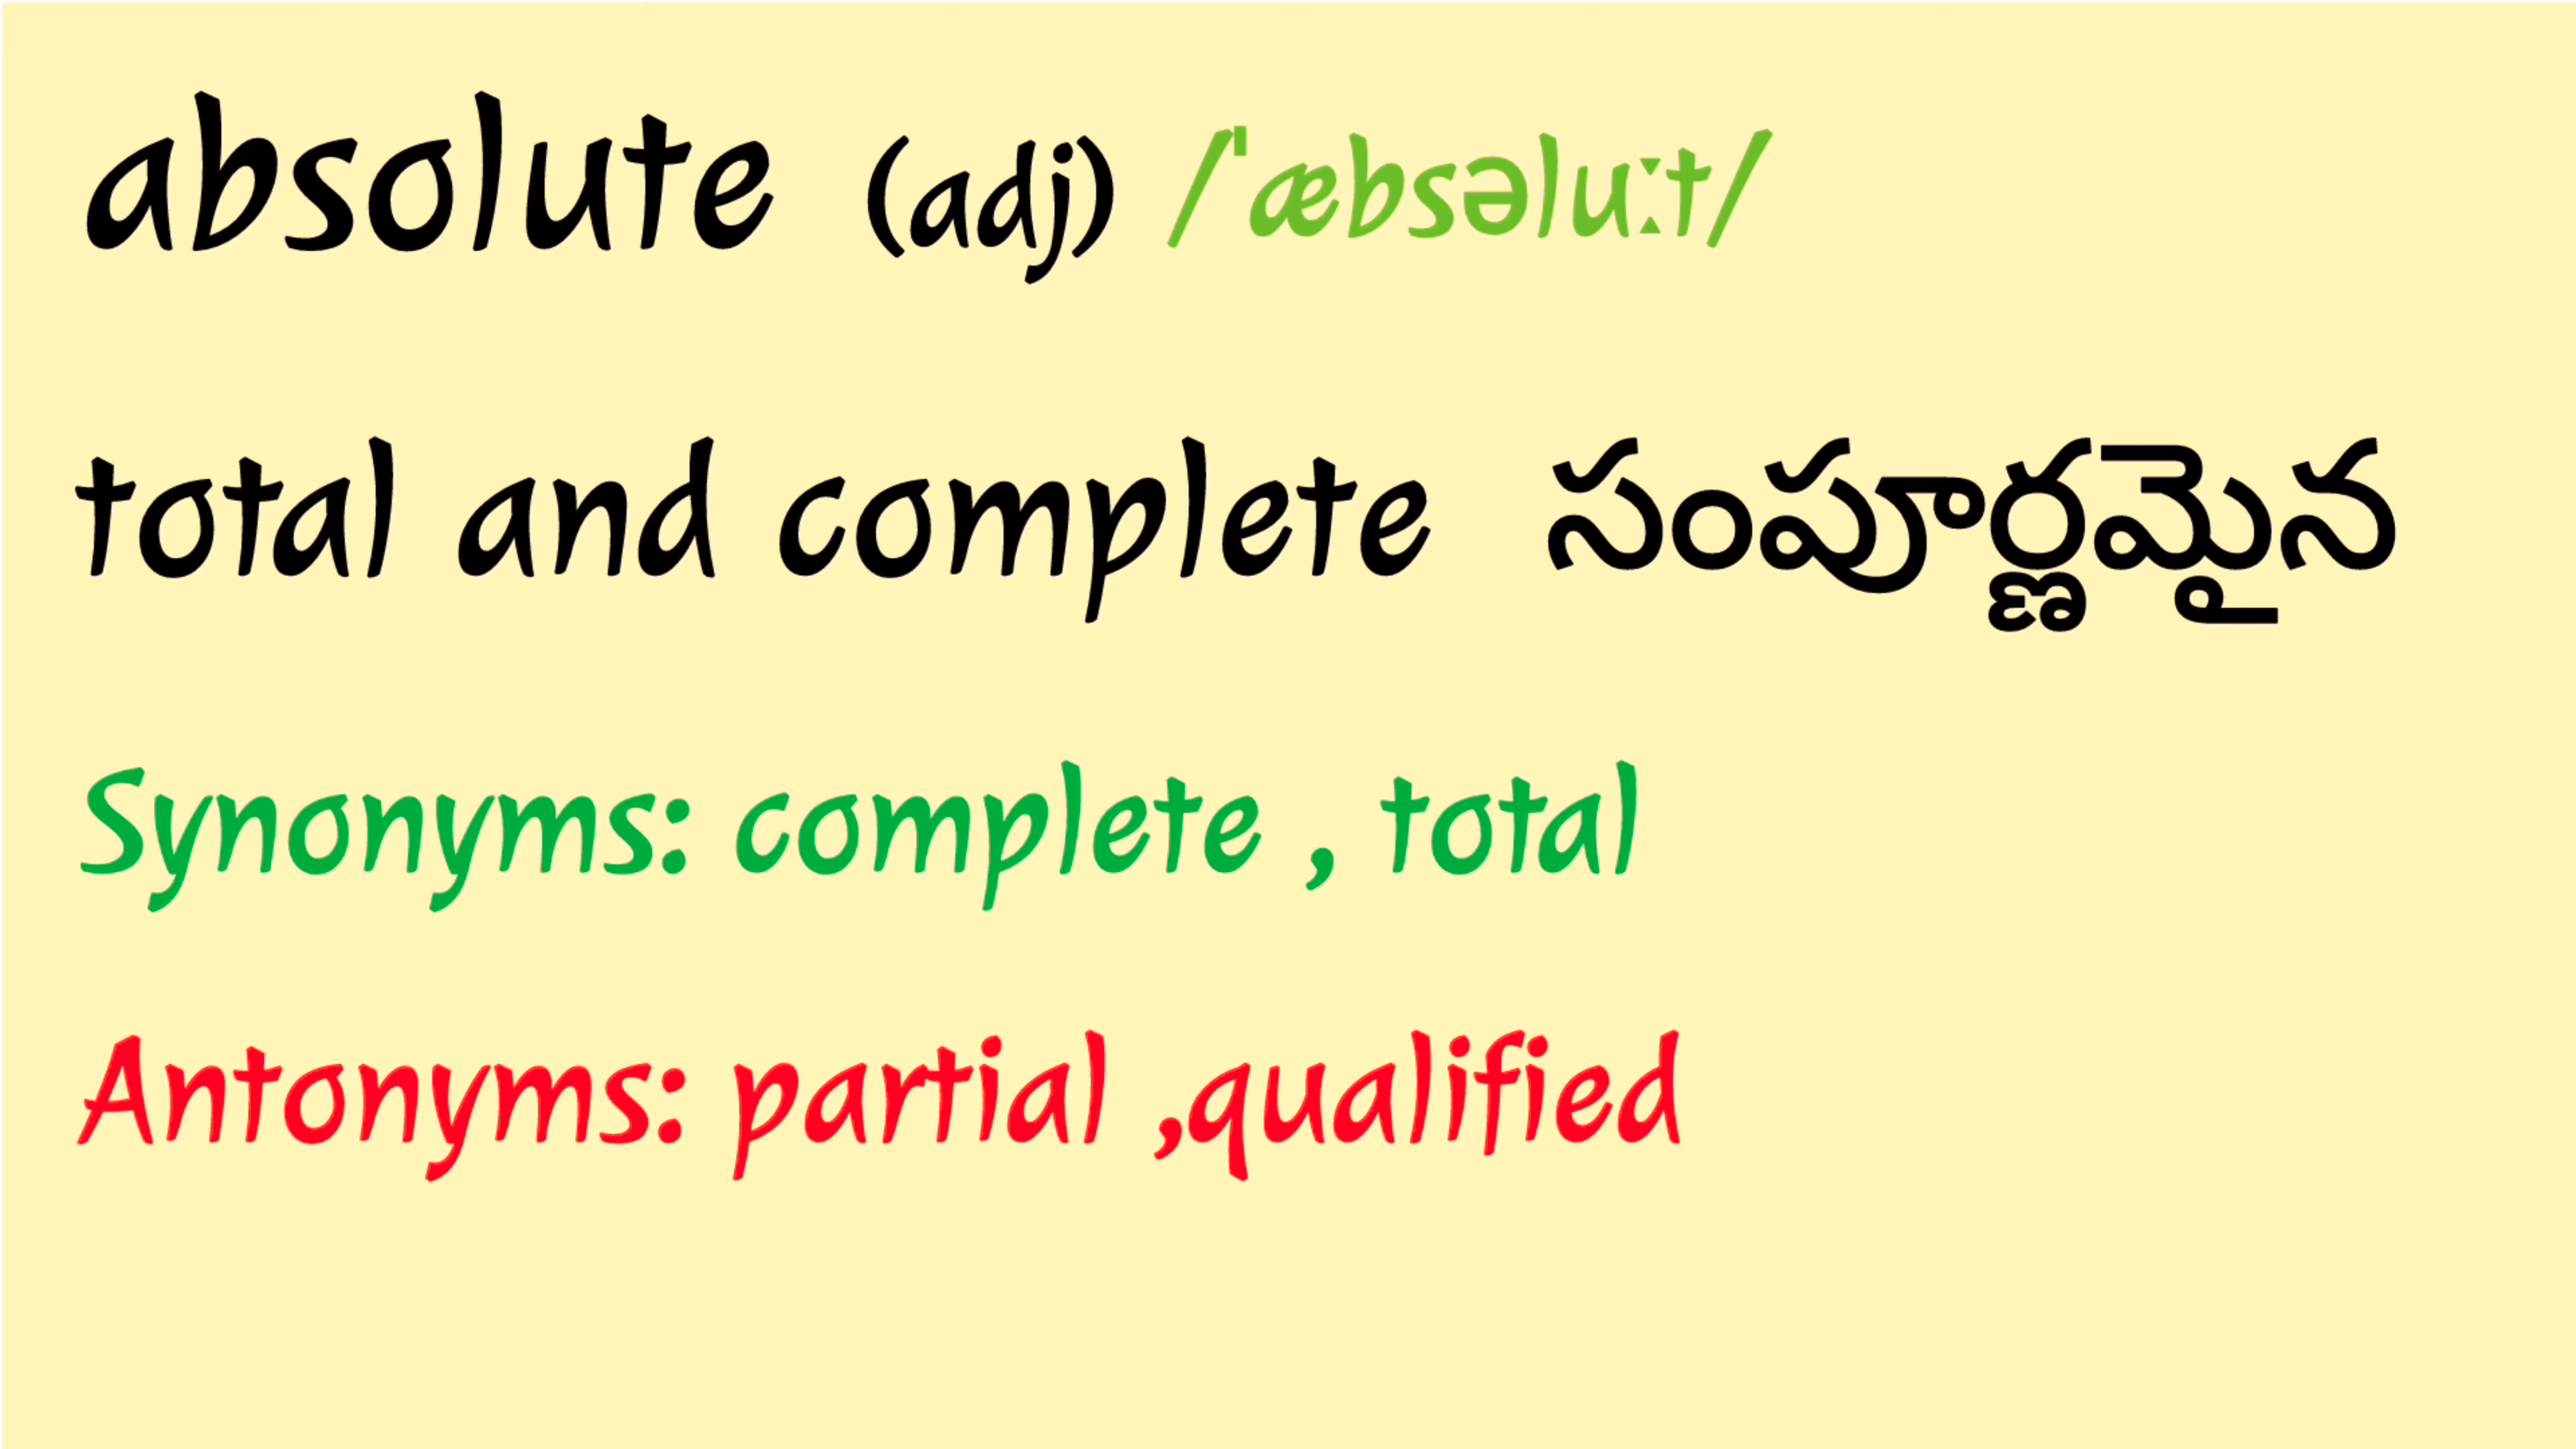 absolute (adj) /ˈæbsəluːt/
total and complete సంపూర్ణమైన
Synonyms: complete , total
Antonyms: partial ,qualified